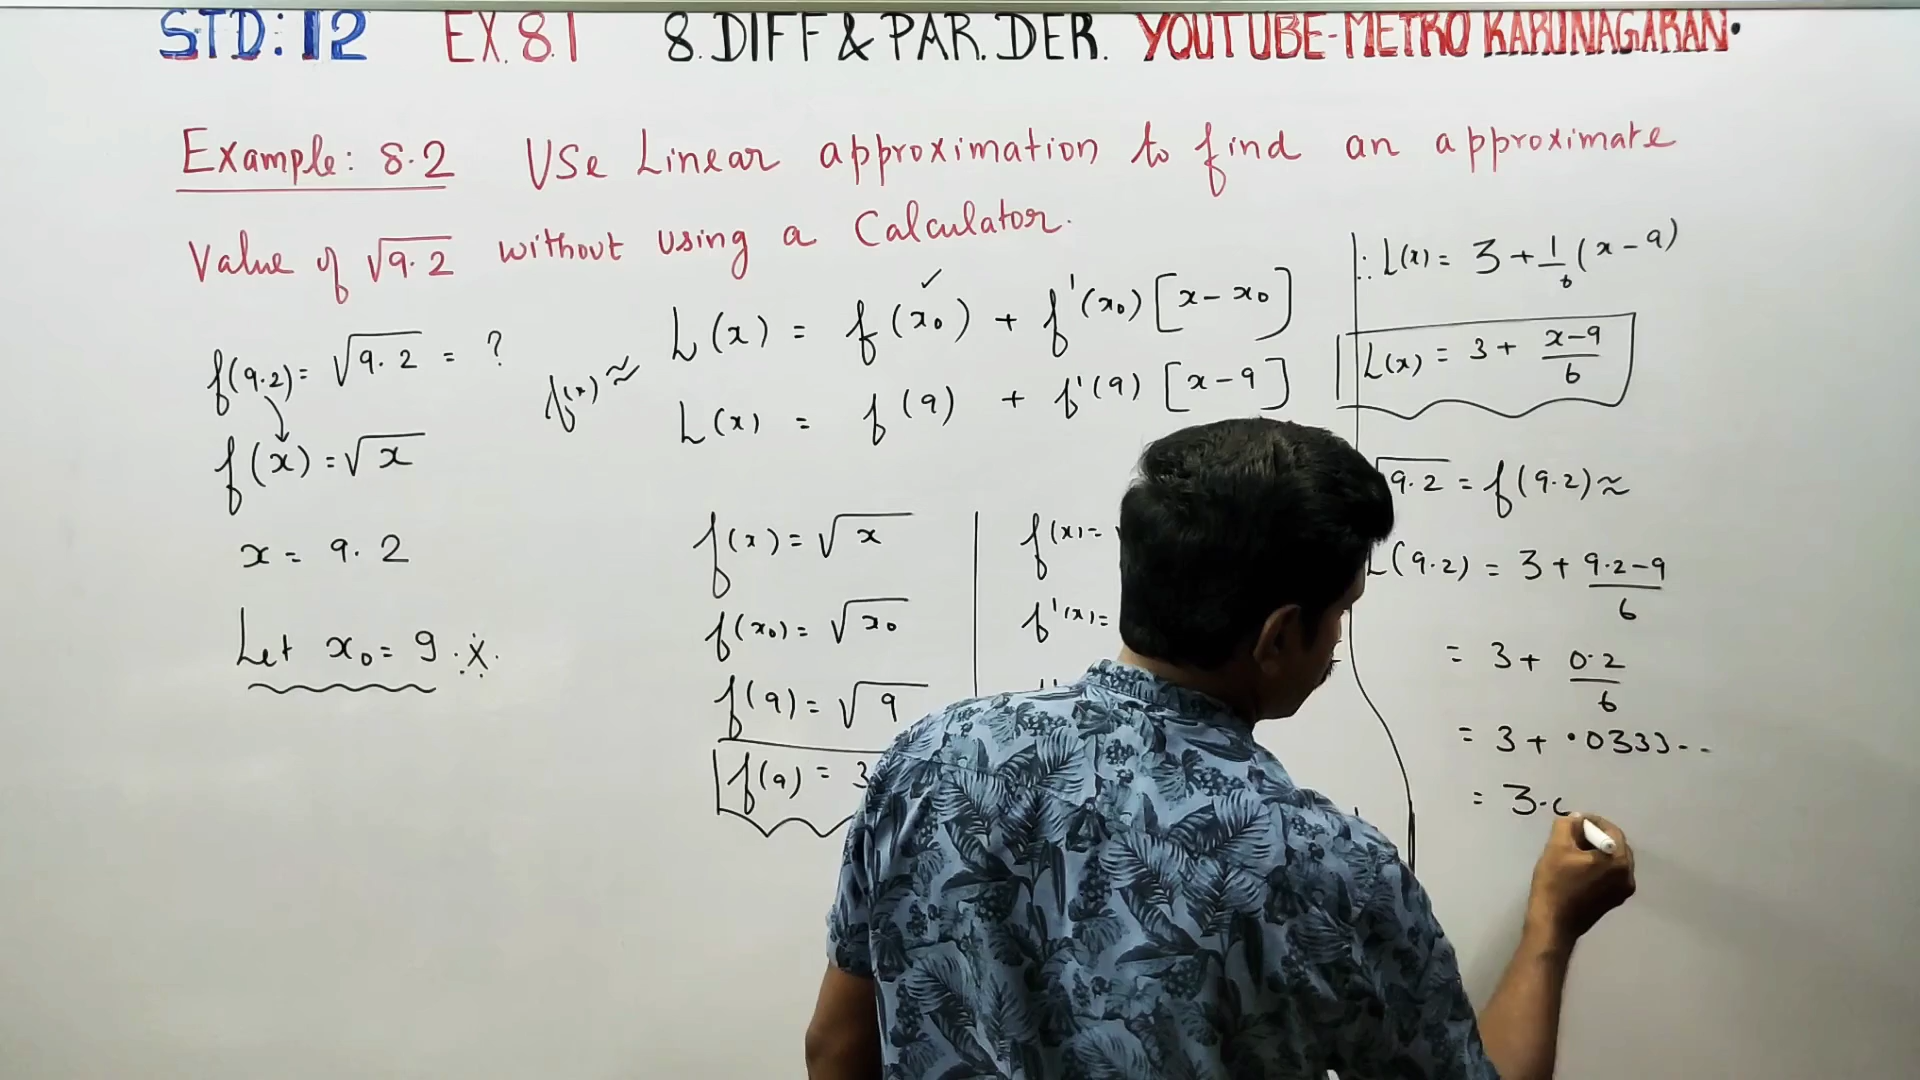 STD: 12 EX. 8.1 8. DIFF & PAR. DER. YOUTUBE-METRO KARUNAGARAN.
Example: 8.2 Use Linear approximation to find an approximate
Value of √9.2 without using a Calculator.
f(9.2) = √9.2 = ?
f(x) = √x
x = 9.2
Let x₀ = 9
L(x) = f(x₀) + f'(x₀) [x - x₀]
f(x) ≈
L(x) = f(9) + f'(9) [x - 9]
f(x) = √x
f(x₀) = √x₀
f(9) = √9
f(9) = 3
f(x) =
f'(x) =
∴ L(x) = 3 + 1/6 (x - 9)
L(x) = 3 + (x-9)/6
√9.2 = f(9.2) ≈
L(9.2) = 3 + (9.2-9)/6
= 3 + 0.2/6
= 3 + .0333..
= 3.